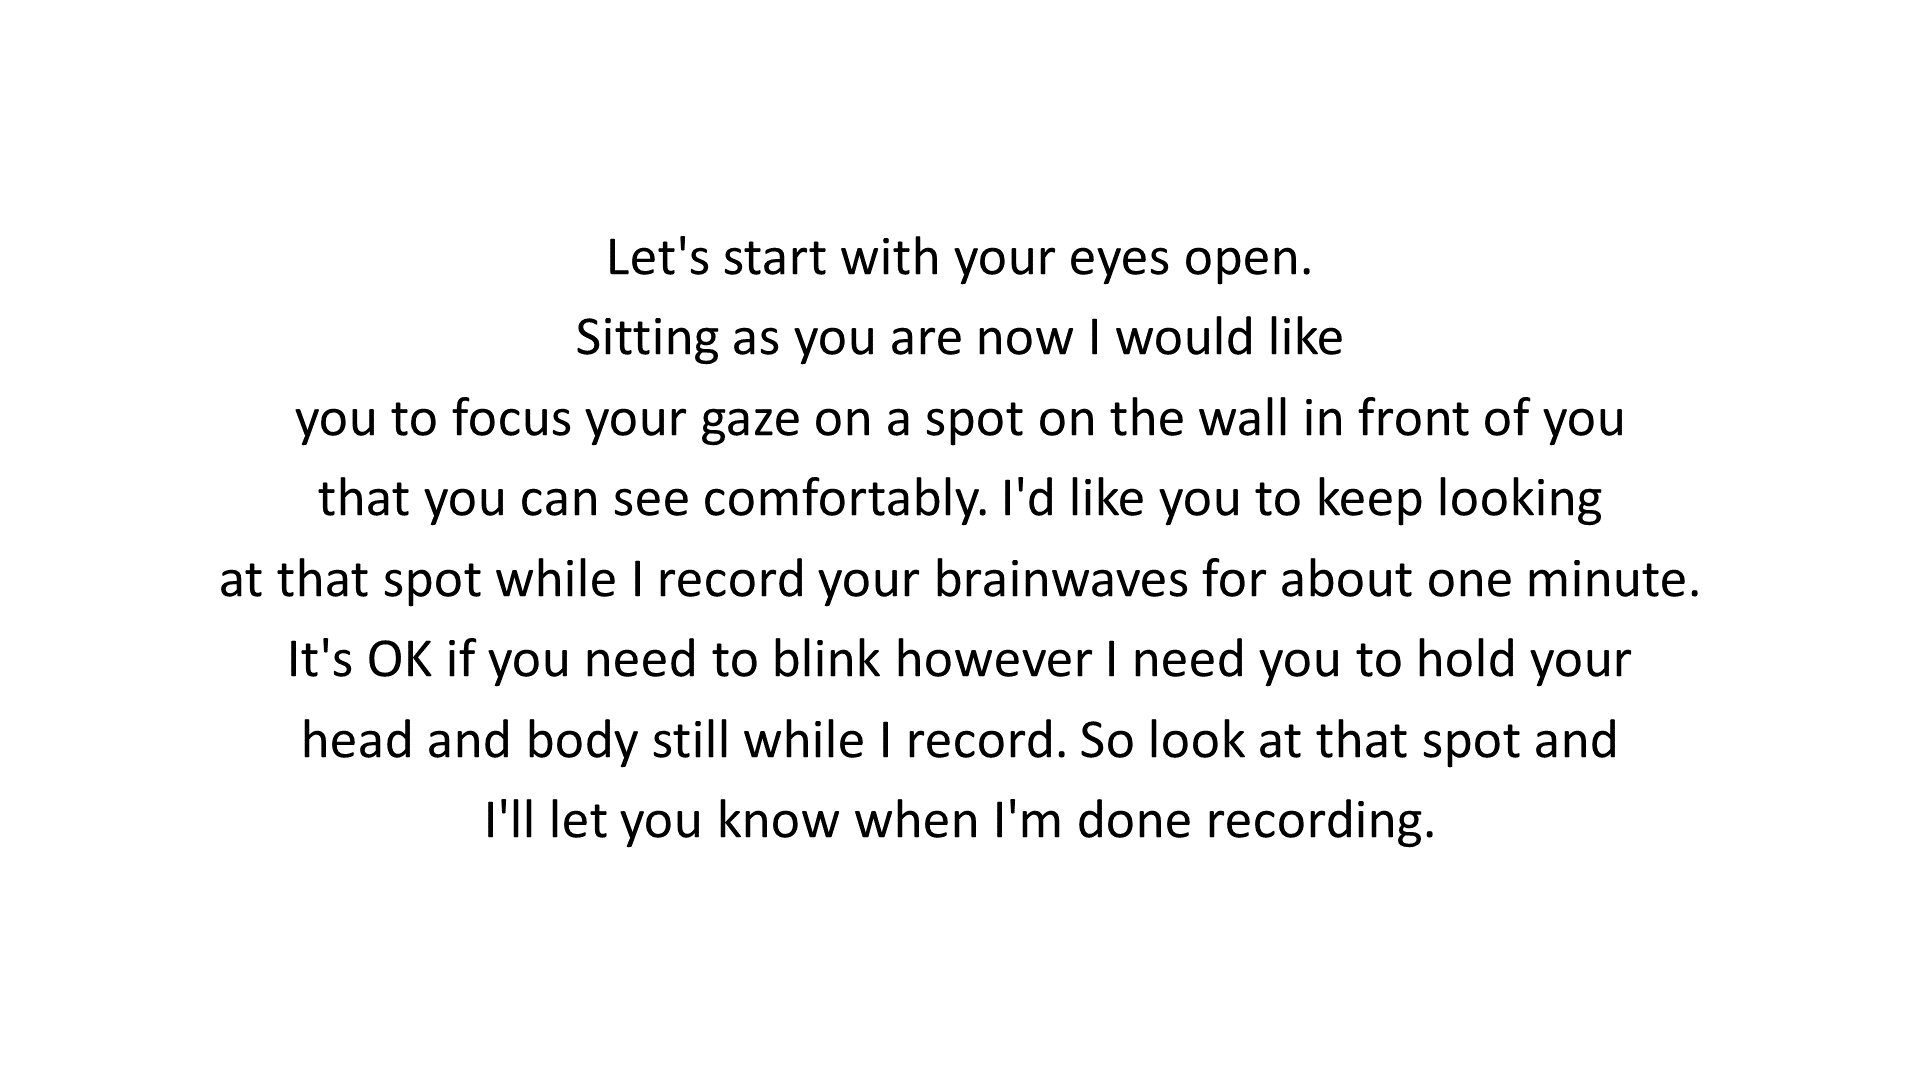 Let's start with your eyes open.
Sitting as you are now I would like
you to focus your gaze on a spot on the wall in front of you
that you can see comfortably. I'd like you to keep looking
at that spot while I record your brainwaves for about one minute.
It's OK if you need to blink however I need you to hold your
head and body still while I record. So look at that spot and
I'll let you know when I'm done recording.